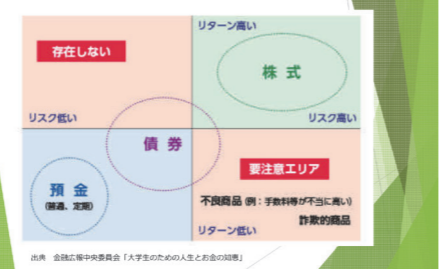 リターン高い
存在しない
株式
リスク低い
リスク高い
債券
要注意エリア
預金
(普通、定期)
不良商品(例:手数料等が不当に高い)
詐欺的商品
リターン低い
出典 金融広報中央委員会「大学生のための人生とお金の知恵」